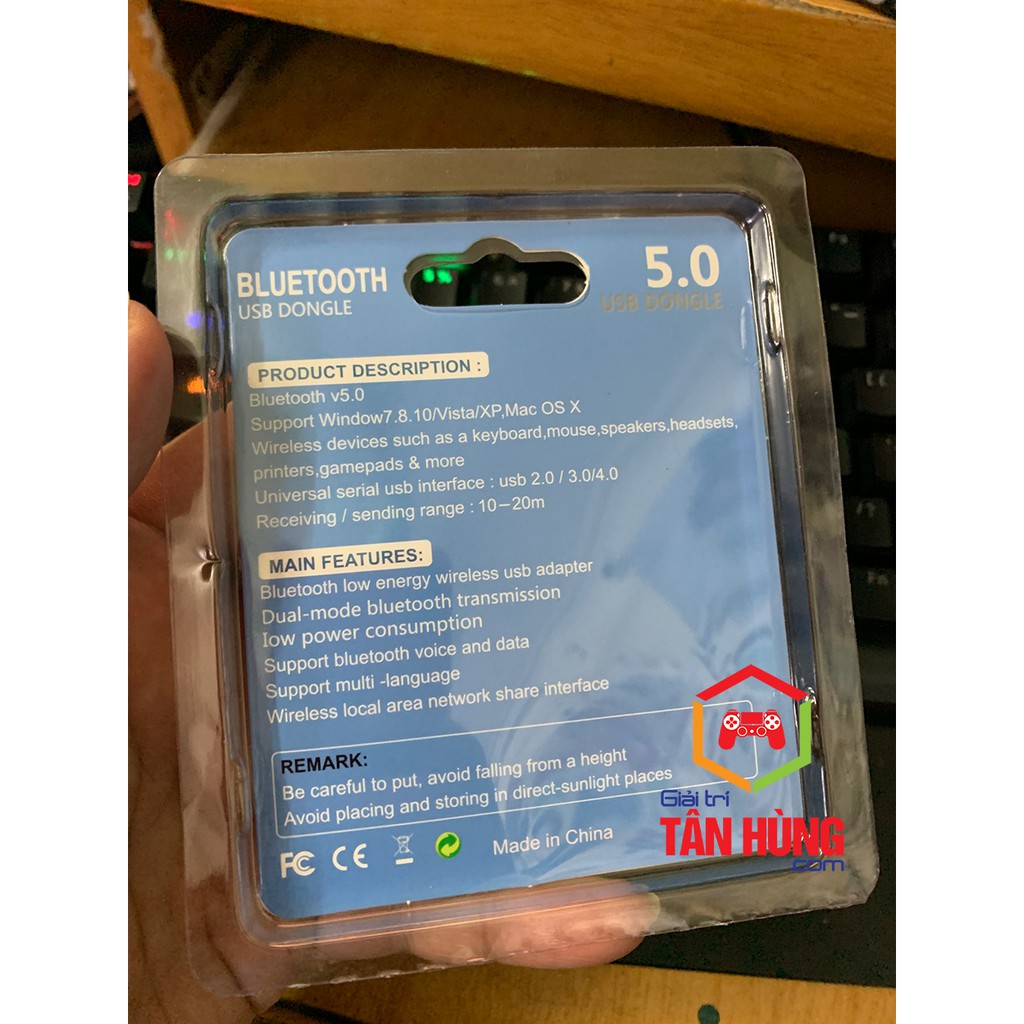 BLUETOOTH
USB DONGLE
5.0
USB DONGLE
PRODUCT DESCRIPTION :
Bluetooth v5.0
Support Window7.8.10/Vista/XP,Mac OS X
Wireless devices such as a keyboard,mouse,speakers,headsets,
printers,gamepads & more
Universal serial usb interface : usb 2.0 / 3.0/4.0
Receiving / sending range : 10—20m
MAIN FEATURES:
Bluetooth low energy wireless usb adapter
Dual-mode bluetooth transmission
low power consumption
Support bluetooth voice and data
Support multi -language
Wireless local area network share interface
REMARK:
Be careful to put, avoid falling from a height
Avoid placing and storing in direct-sunlight places
FC CE Made in China
Giải trí
TÂN HÙNG
.com